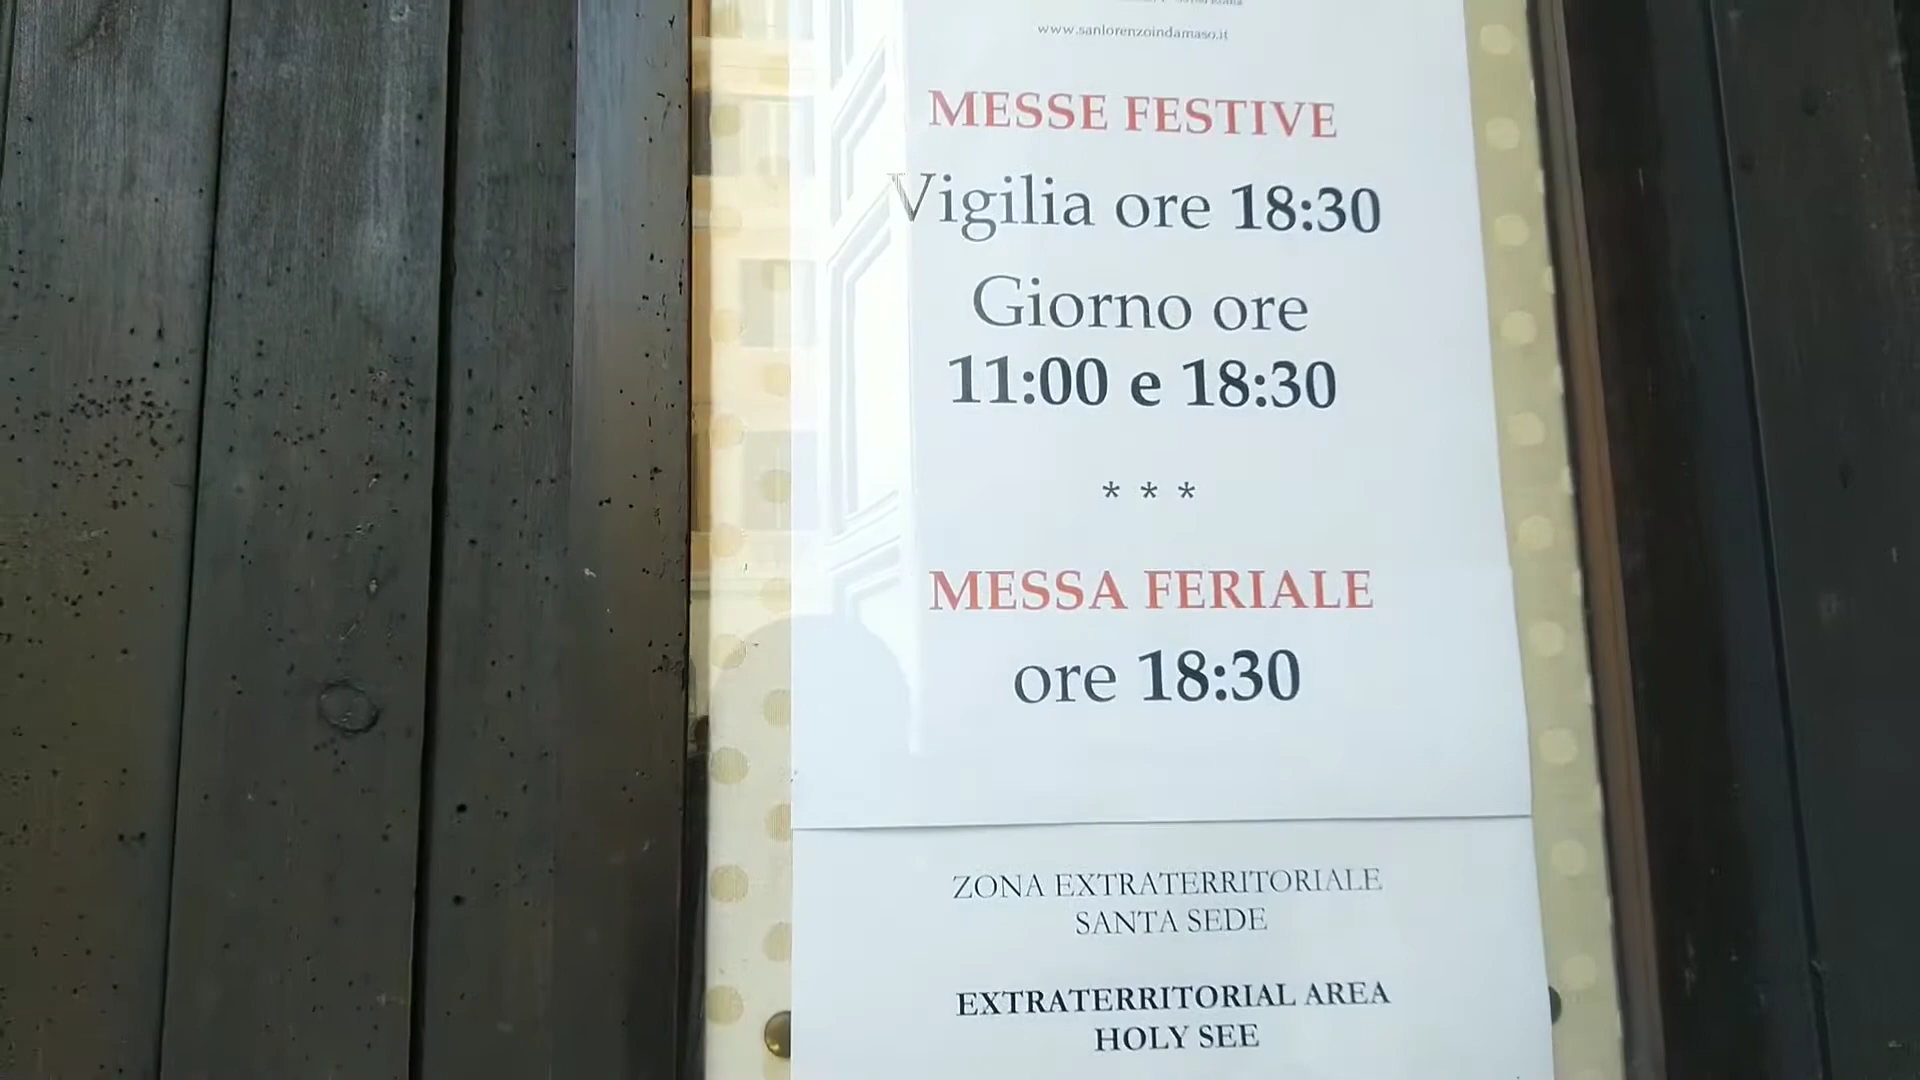 www.sanlorenzoindamaso.it
MESSE FESTIVE
Vigilia ore 18:30
Giorno ore
11:00 e 18:30
* * *
MESSA FERIALE
ore 18:30
ZONA EXTRATERRITORIALE
SANTA SEDE
EXTRATERRITORIAL AREA
HOLY SEE